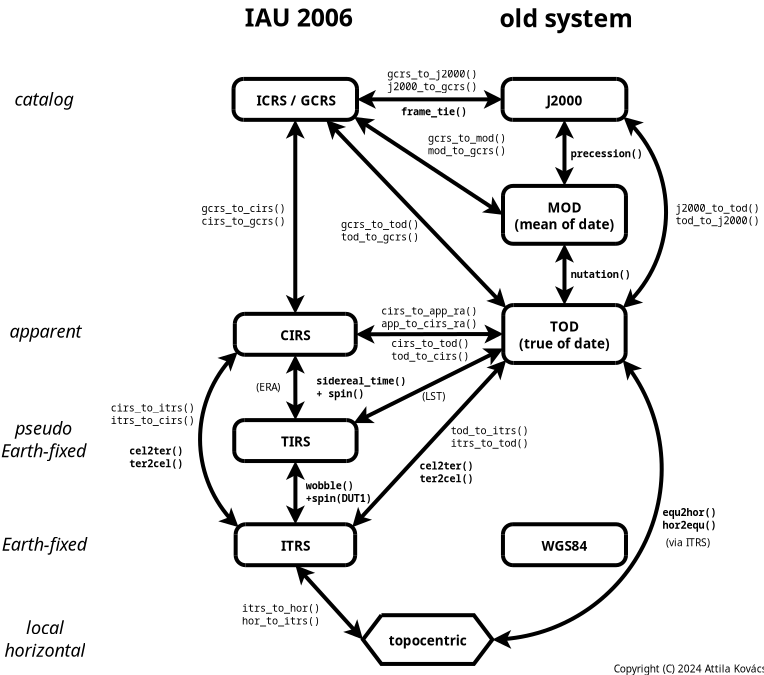 IAU 2006
old system
catalog
ICRS / GCRS
gcrs_to_j2000()
j2000_to_gcrs()
frame_tie()
J2000
gcrs_to_mod()
mod_to_gcrs()
precession()
MOD
(mean of date)
gcrs_to_cirs()
cirs_to_gcrs()
gcrs_to_tod()
tod_to_gcrs()
j2000_to_tod()
tod_to_j2000()
nutation()
apparent
CIRS
cirs_to_app_ra()
app_to_cirs_ra()
cirs_to_tod()
tod_to_cirs()
TOD
(true of date)
(ERA)
sidereal_time()
+ spin()
(LST)
cirs_to_itrs()
itrs_to_cirs()
cel2ter()
ter2cel()
pseudo
Earth-fixed
TIRS
tod_to_itrs()
itrs_to_tod()
cel2ter()
ter2cel()
wobble()
+spin(DUT1)
equ2hor()
hor2equ()
(via ITRS)
Earth-fixed
ITRS
WGS84
itrs_to_hor()
hor_to_itrs()
local
horizontal
topocentric
Copyright (C) 2024 Attila Kovács